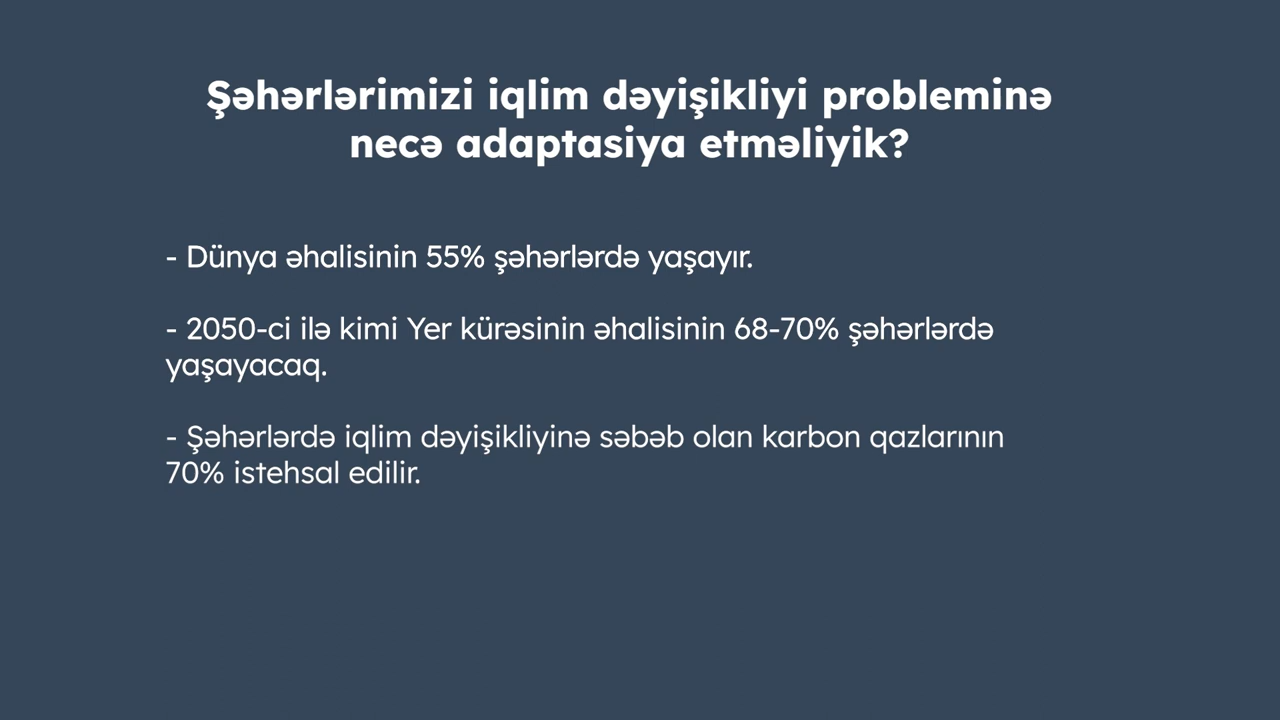 Şəhərlərimizi iqlim dəyişikliyi probleminə
necə adaptasiya etməliyik?
- Dünya əhalisinin 55% şəhərlərdə yaşayır.
- 2050-ci ilə kimi Yer kürəsinin əhalisinin 68-70% şəhərlərdə
yaşayacaq.
- Şəhərlərdə iqlim dəyişikliyinə səbəb olan karbon qazlarının
70% istehsal edilir.